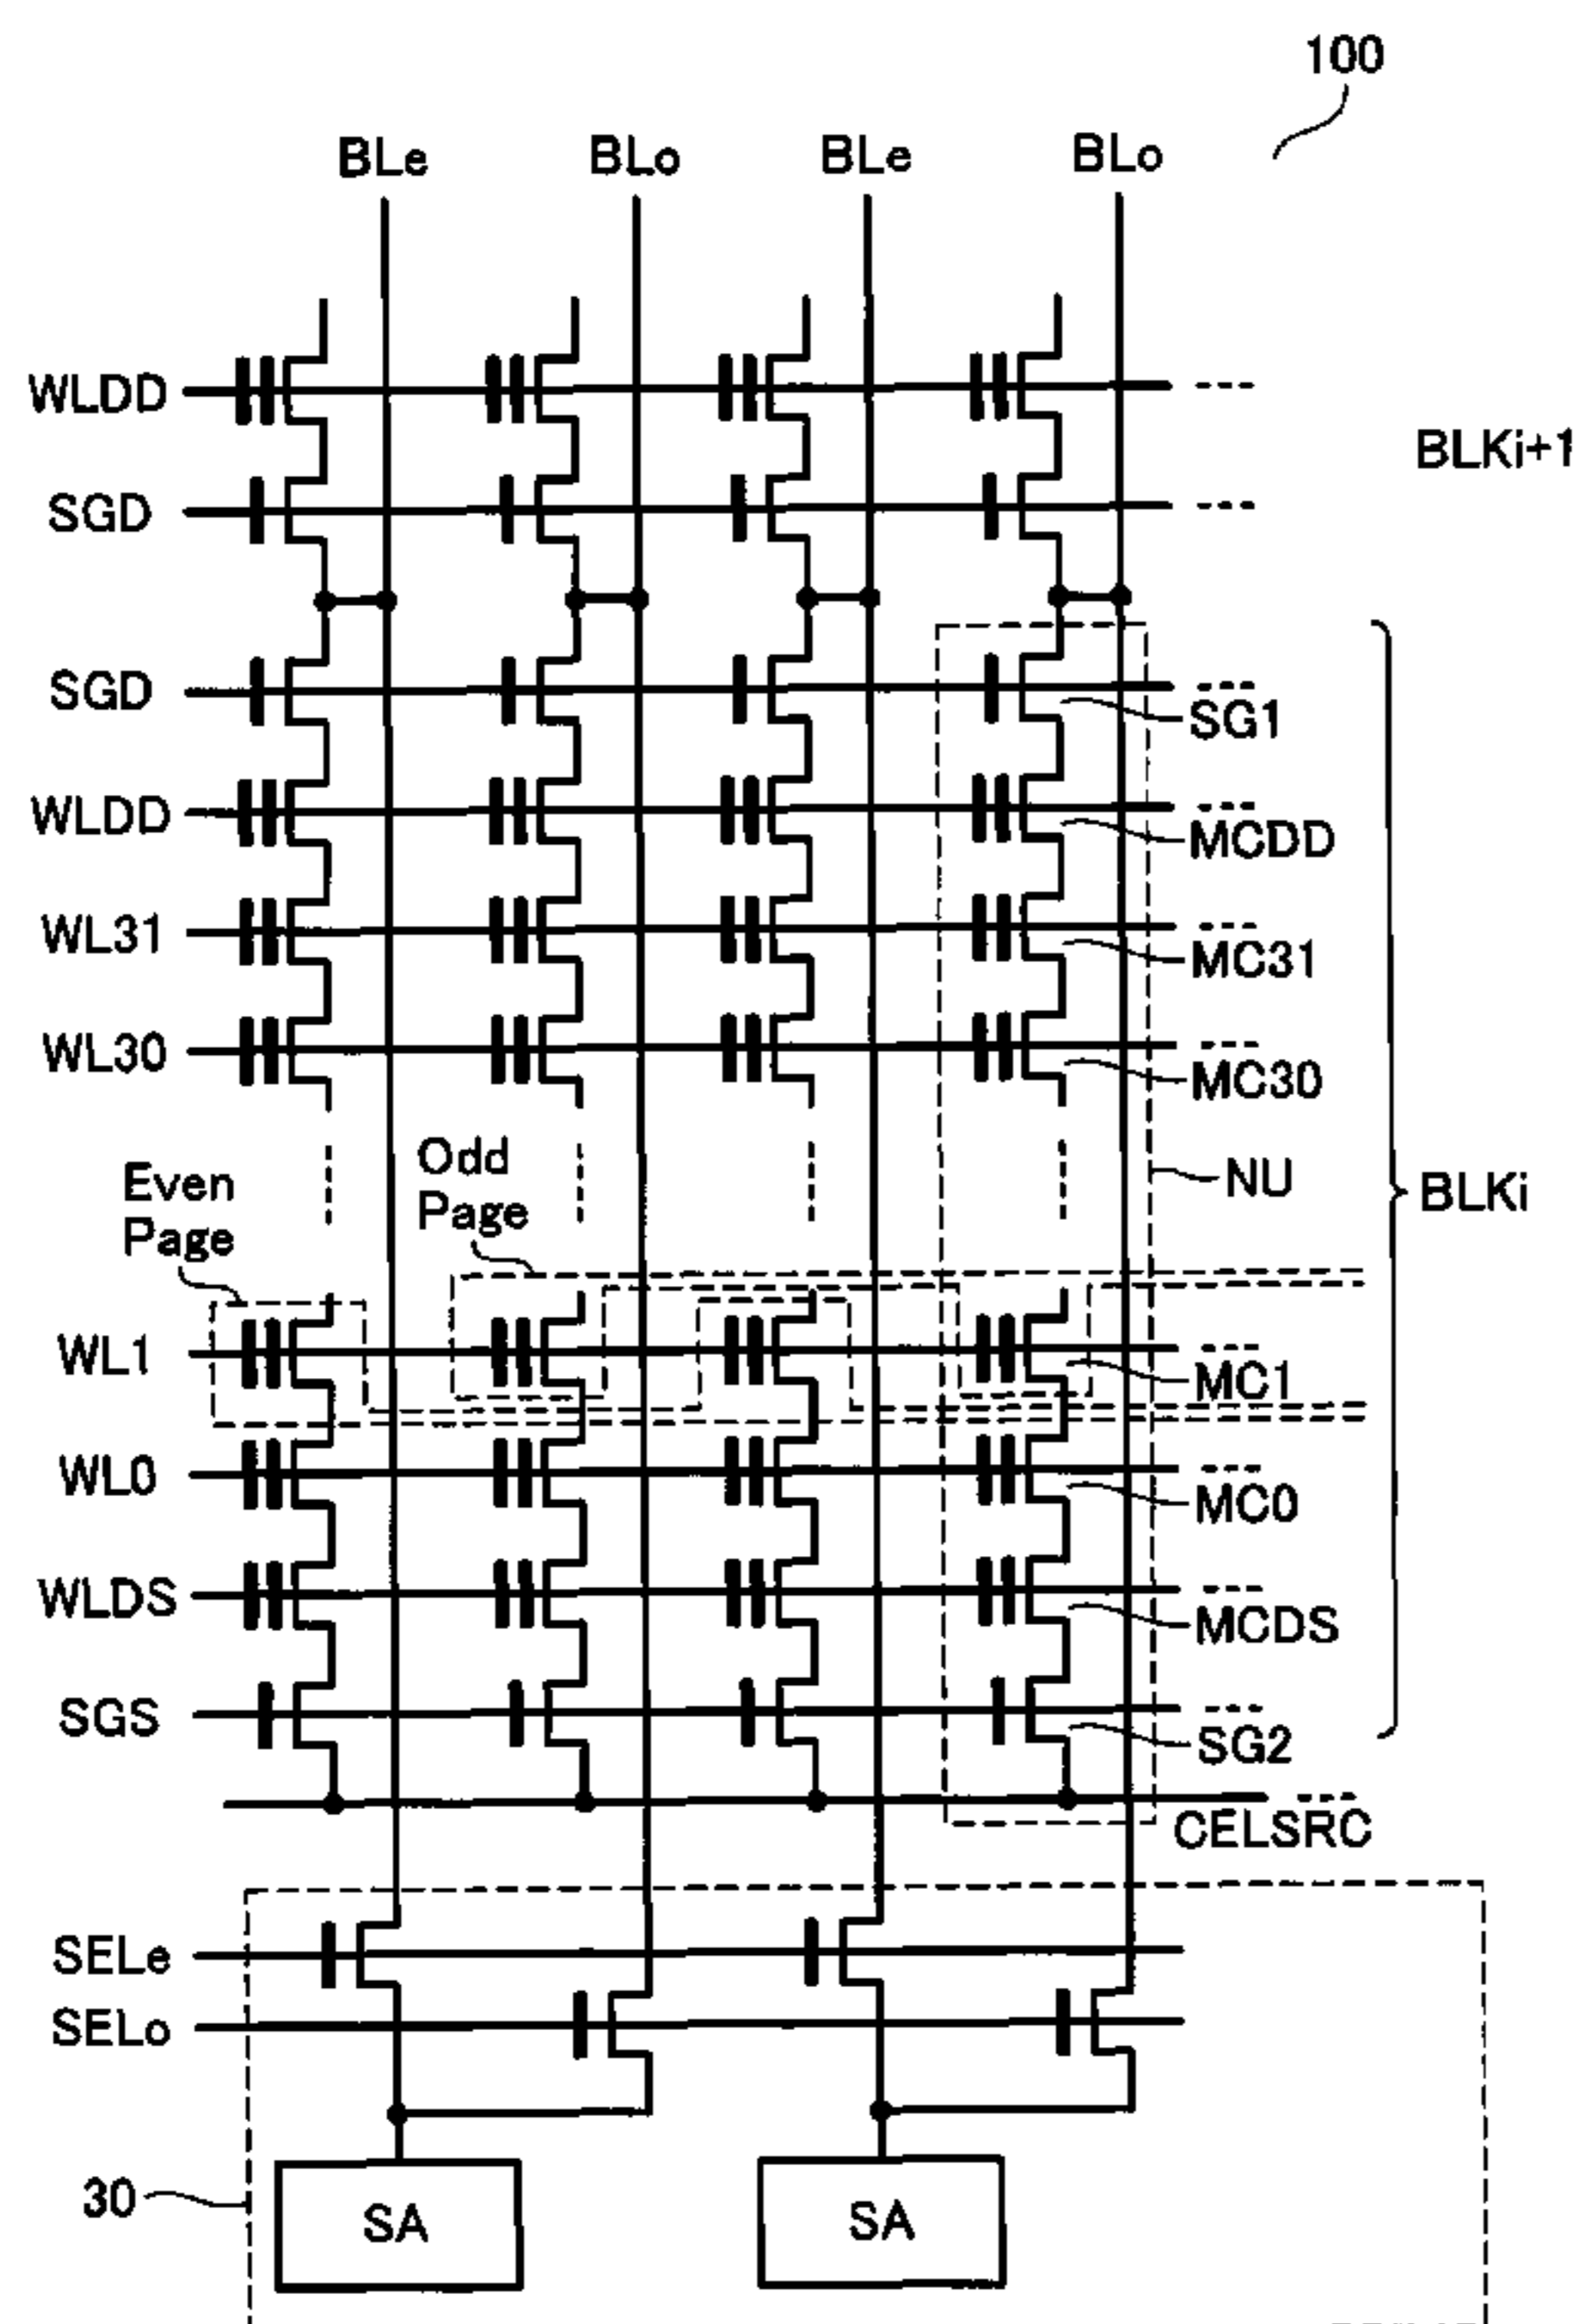 100
BLe BLo BLe BLo
WLDD
BLKi+1
SGD
SGD
SG1
WLDD
MCDD
WL31
MC31
WL30
MC30
Even
Page
Odd
Page
NU
BLKi
WL1
MC1
WL0
MC0
WLDS
MCDS
SGS
SG2
CELSRC
SELe
SELo
30
SA SA